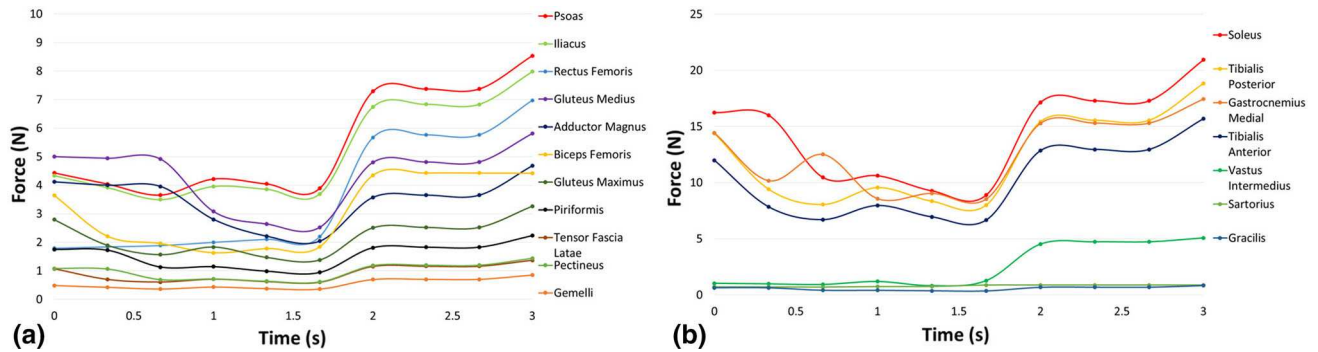 10
9
8
7
6
5
4
3
2
1
0
Force (N)
0
0.5
1
1.5
2
2.5
3
Time (s)
(a)
Psoas
Iliacus
Rectus Femoris
Gluteus Medius
Adductor Magnus
Biceps Femoris
Gluteus Maximus
Piriformis
Tensor Fascia
Latae
Pectineus
Gemelli
25
20
15
10
5
0
Force (N)
0
0.5
1
1.5
2
2.5
3
Time (s)
(b)
Soleus
Tibialis
Posterior
Gastrocnemius
Medial
Tibialis
Anterior
Vastus
Intermedius
Sartorius
Gracilis